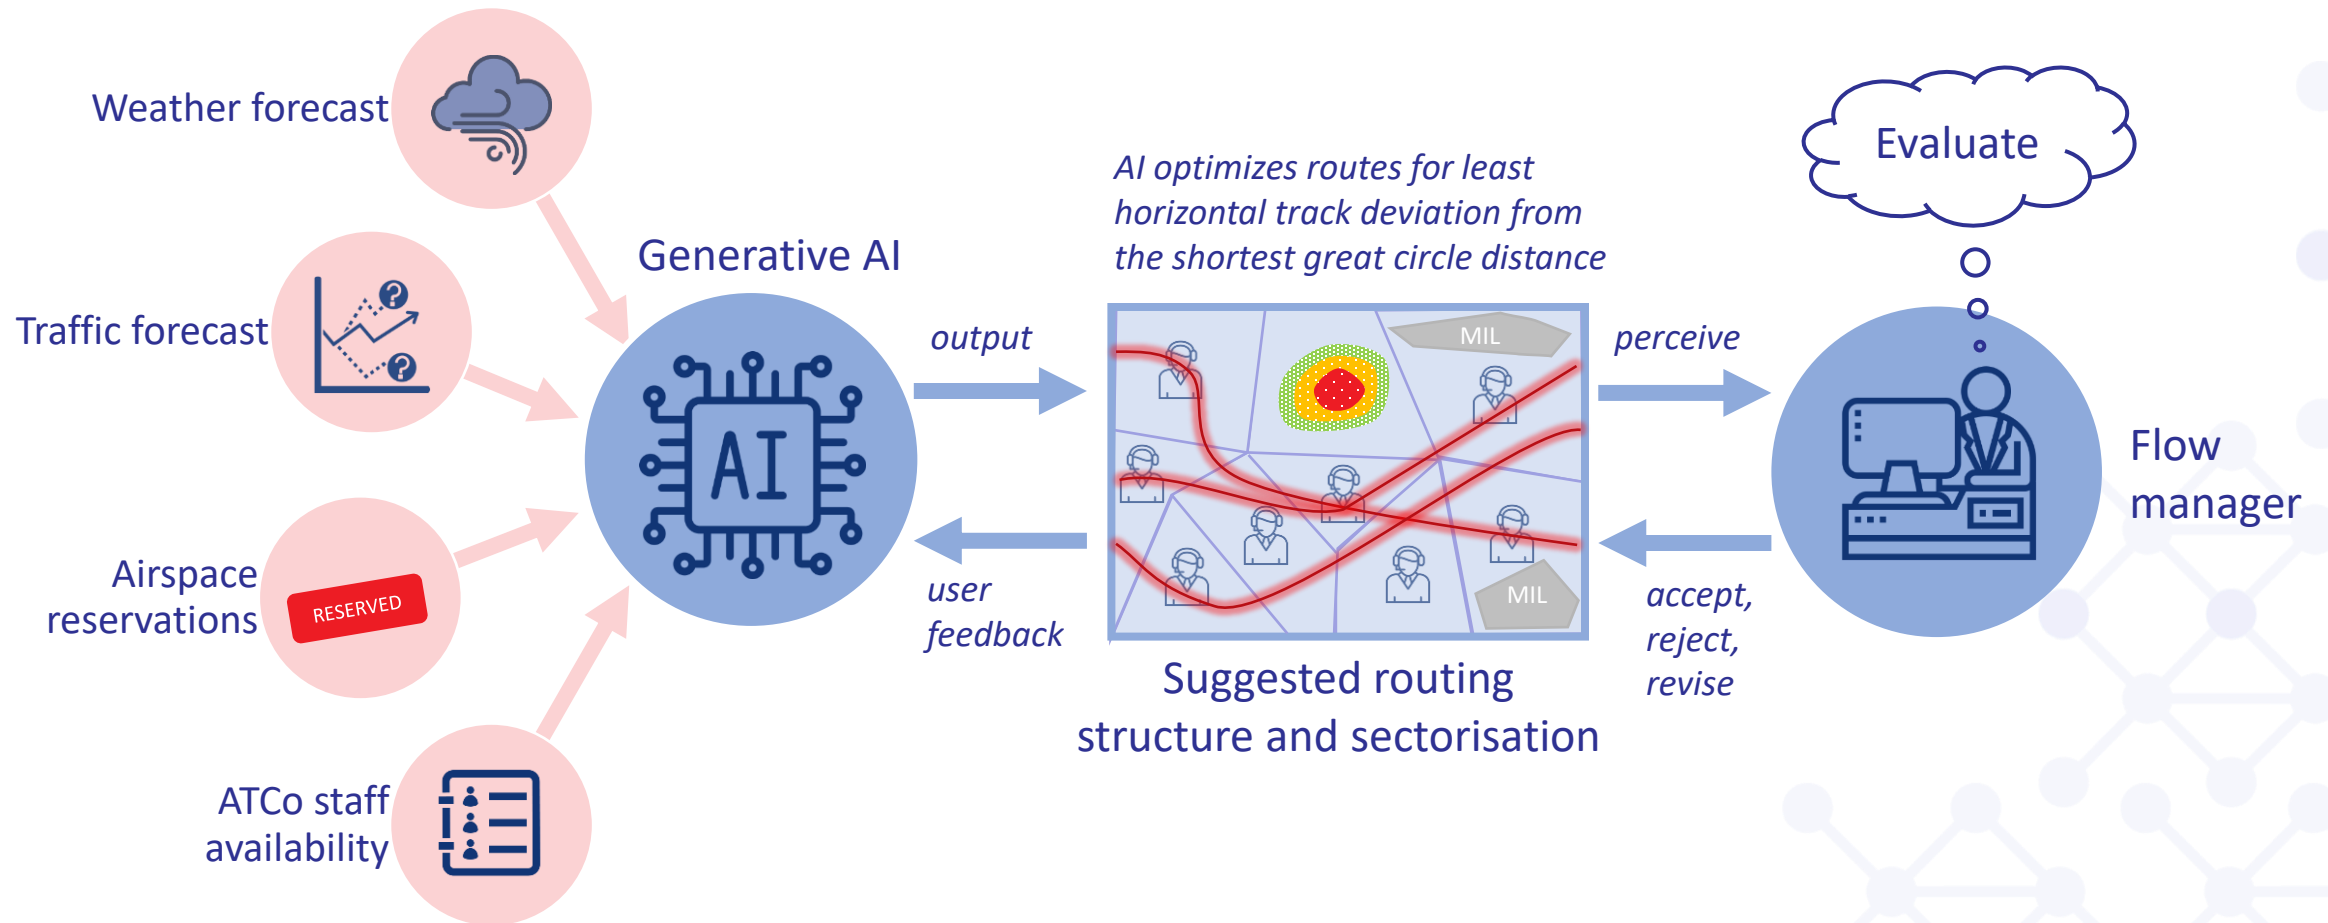 Weather forecast
Traffic forecast
Airspace
reservations
RESERVED
ATCo staff
availability
Generative AI
AI
output
user
feedback
AI optimizes routes for least
horizontal track deviation from
the shortest great circle distance
MIL
MIL
Suggested routing
structure and sectorisation
perceive
accept,
reject,
revise
Evaluate
Flow
manager